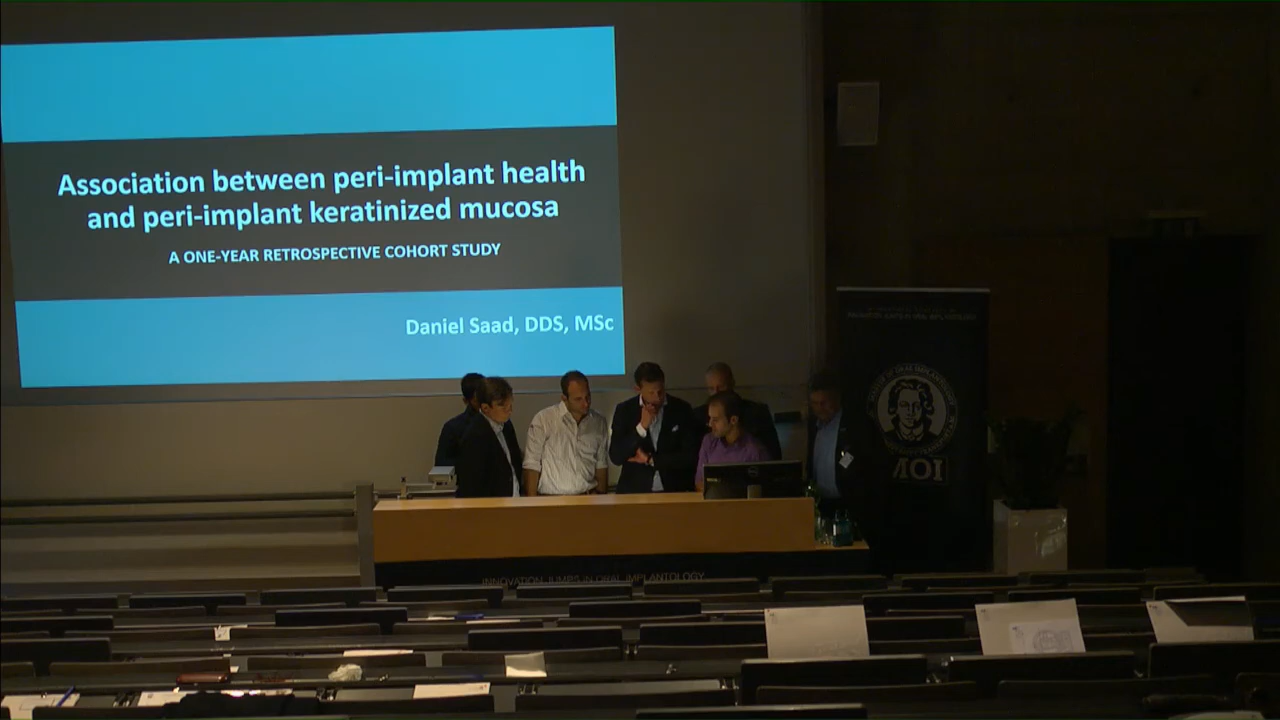 Association between peri-implant health
and peri-implant keratinized mucosa
A ONE-YEAR RETROSPECTIVE COHORT STUDY
Daniel Saad, DDS, MSc
MOI
INNOVATION JUMPS IN ORAL IMPLANTOLOGY